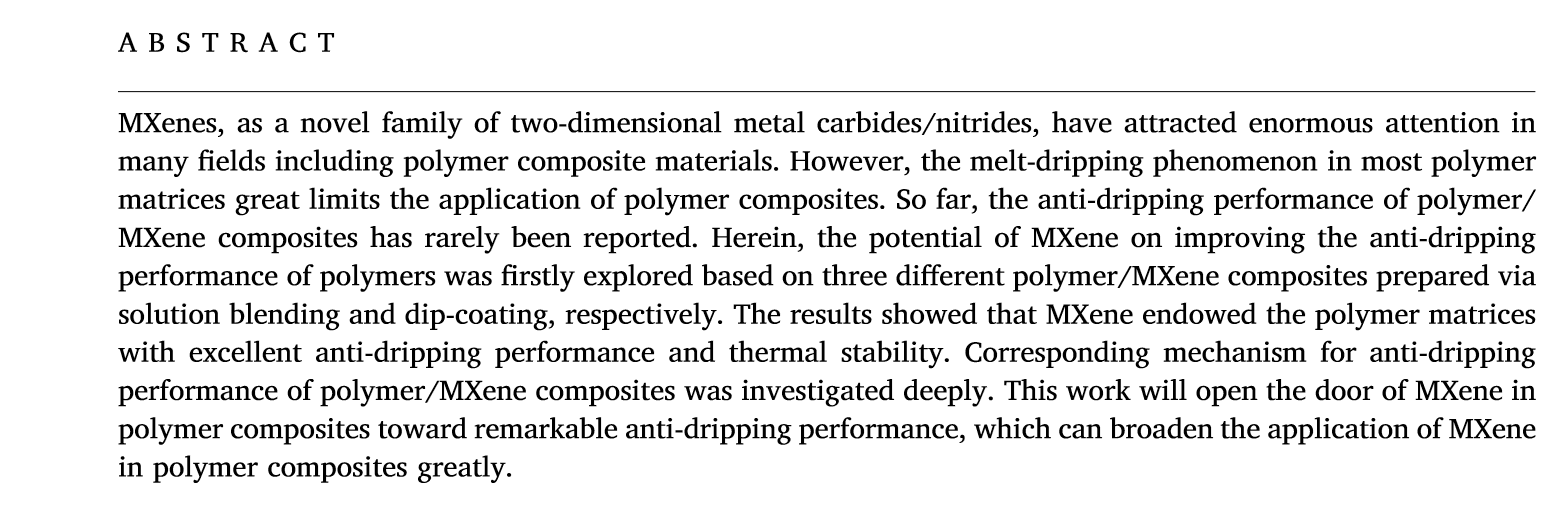 A B S T R A C T
MXenes, as a novel family of two-dimensional metal carbides/nitrides, have attracted enormous attention in
many fields including polymer composite materials. However, the melt-dripping phenomenon in most polymer
matrices great limits the application of polymer composites. So far, the anti-dripping performance of polymer/
MXene composites has rarely been reported. Herein, the potential of MXene on improving the anti-dripping
performance of polymers was firstly explored based on three different polymer/MXene composites prepared via
solution blending and dip-coating, respectively. The results showed that MXene endowed the polymer matrices
with excellent anti-dripping performance and thermal stability. Corresponding mechanism for anti-dripping
performance of polymer/MXene composites was investigated deeply. This work will open the door of MXene in
polymer composites toward remarkable anti-dripping performance, which can broaden the application of MXene
in polymer composites greatly.